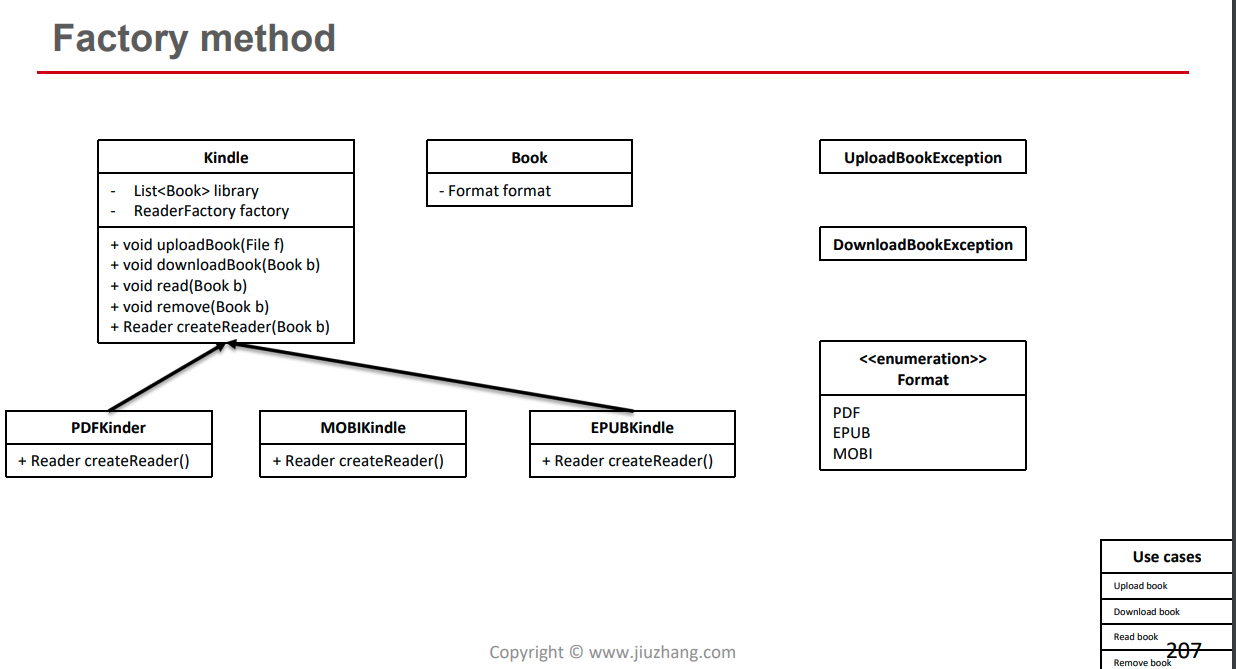 Factory method
Kindle
- List<Book> library
- ReaderFactory factory
+ void uploadBook(File f)
+ void downloadBook(Book b)
+ void read(Book b)
+ void remove(Book b)
+ Reader createReader(Book b)
Book
- Format format
UploadBookException
DownloadBookException
<<enumeration>>
Format
PDF
EPUB
MOBI
PDFKinder
+ Reader createReader()
MOBIKindle
+ Reader createReader()
EPUBKindle
+ Reader createReader()
Use cases
Upload book
Download book
Read book
Remove book
Copyright © www.jiuzhang.com
207